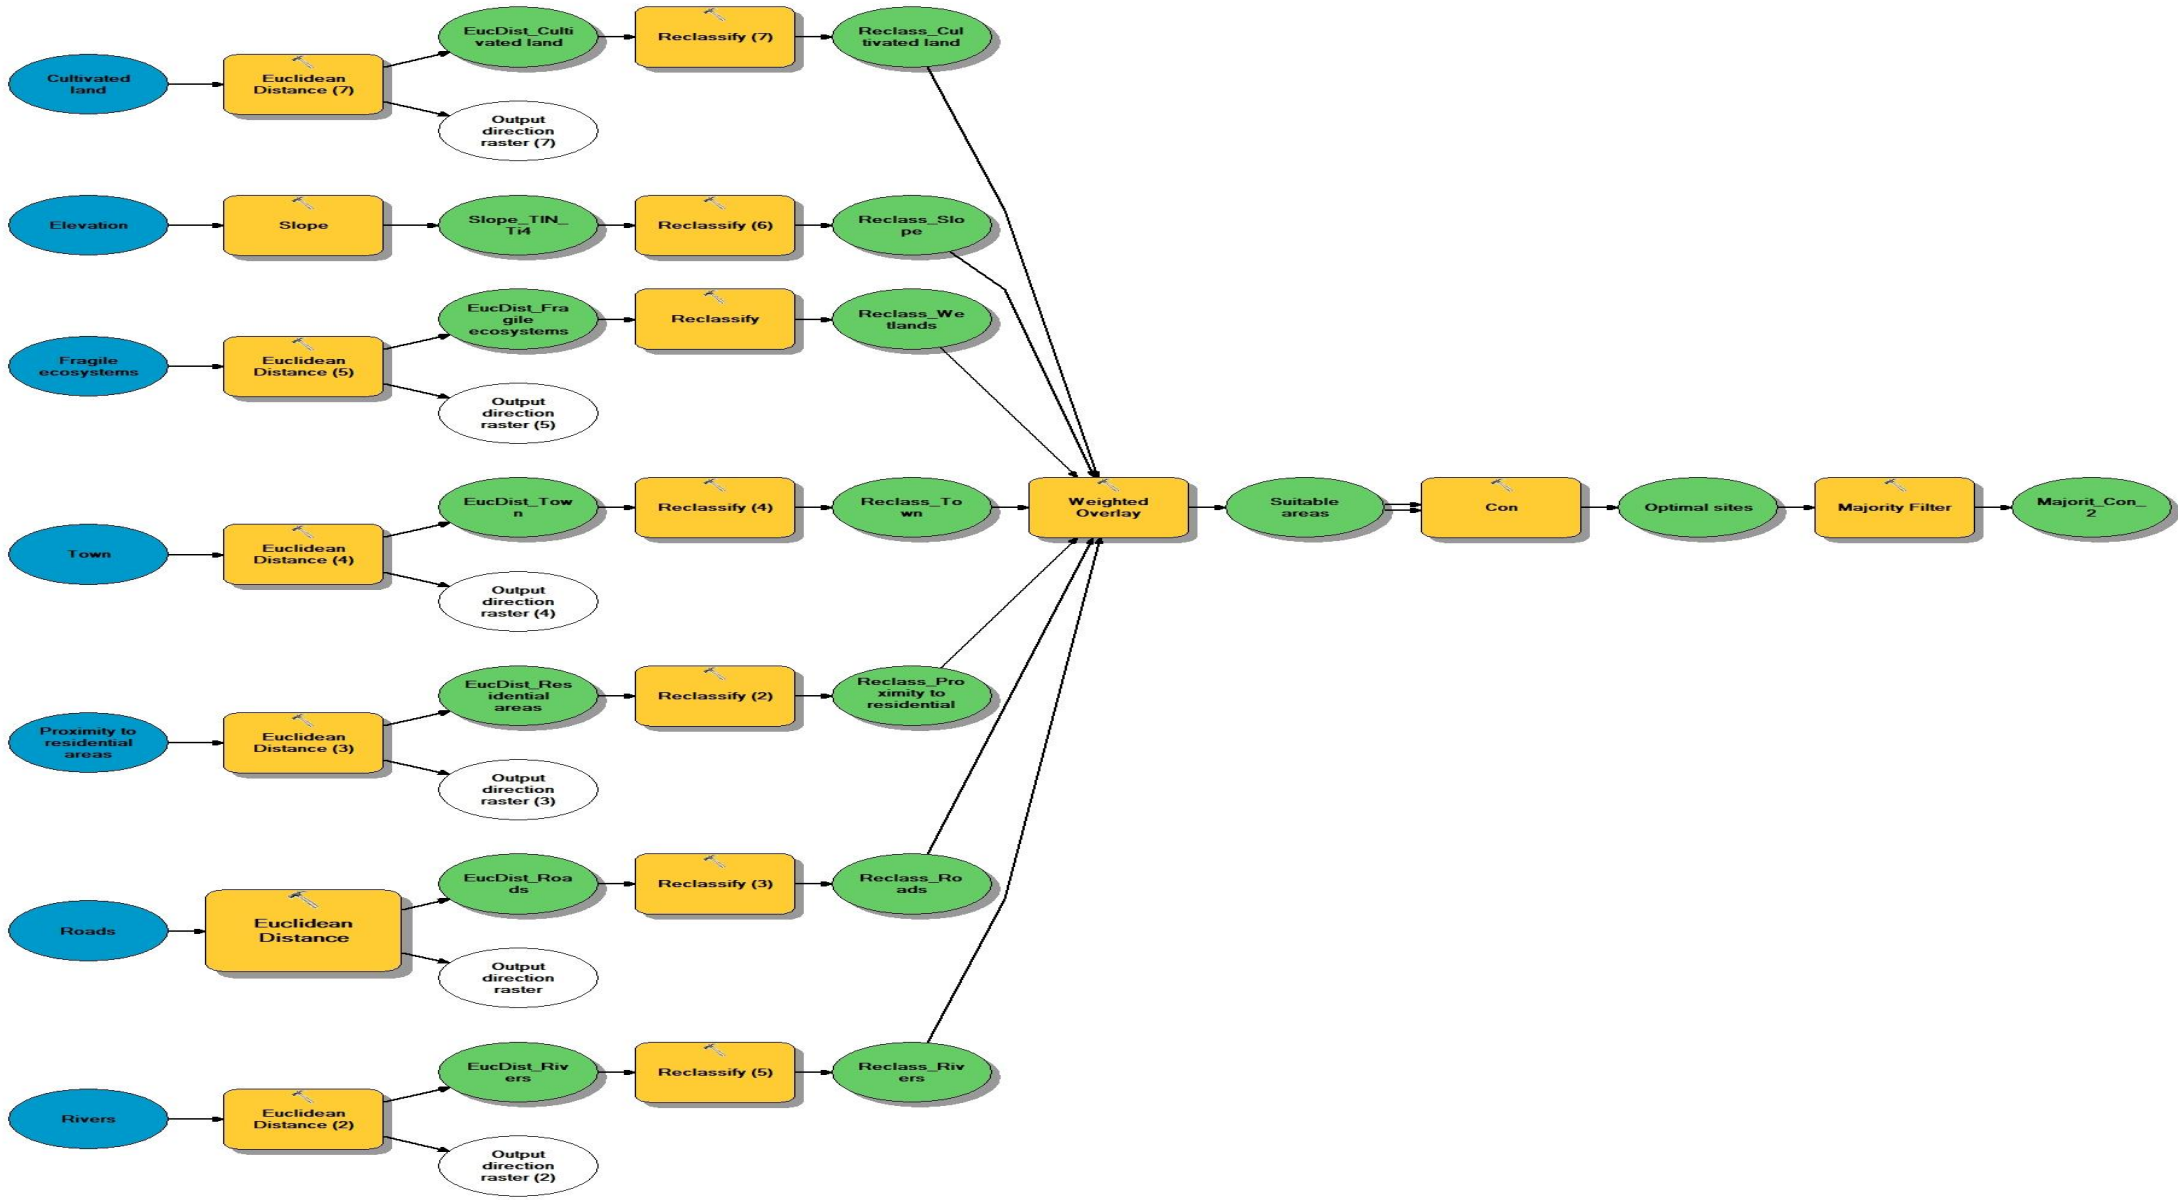 Cultivated
land
Euclidean
Distance (7)
EucDist_Culti
vated land
Output
direction
raster (7)
Reclassify (7)
Reclass_Cul
tivated land
Elevation
Slope
Slope_TIN_
Ti4
Reclassify (6)
Reclass_Slo
pe
Fragile
ecosystems
Euclidean
Distance (5)
EucDist_Fra
gile
ecosystems
Output
direction
raster (5)
Reclassify
Reclass_We
tlands
Town
Euclidean
Distance (4)
EucDist_Tow
n
Output
direction
raster (4)
Reclassify (4)
Reclass_To
wn
Weighted
Overlay
Suitable
areas
Con
Optimal sites
Majority Filter
Majorit_Con_
2
Proximity to
residential
areas
Euclidean
Distance (3)
EucDist_Res
idential
areas
Output
direction
raster (3)
Reclassify (2)
Reclass_Pro
ximity to
residential
Roads
Euclidean
Distance
EucDist_Roa
ds
Output
direction
raster
Reclassify (3)
Reclass_Ro
ads
Rivers
Euclidean
Distance (2)
EucDist_Riv
ers
Output
direction
raster (2)
Reclassify (5)
Reclass_Riv
ers